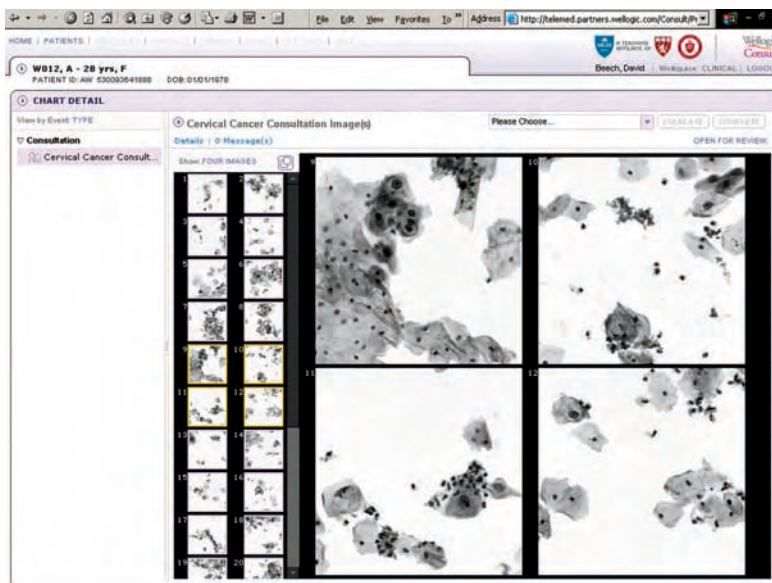 File Edit View Favorites To » Address http://telemed.partners.wellogic.com/Consult/Pr
HOME | PATIENTS |
A TEACHING
AFFILIATE OF
Beech, David | Workspace: CLINICAL |
W012, A - 28 yrs, F
PATIENT ID: AW 530093641888 DOB: 01/01/1978
CHART DETAIL
View by Event TYPE
Consultation
Cervical Cancer Consult...
Cervical Cancer Consultation Image(s)
Please Choose...
Details | 0 Message(s)
OPEN FOR REVIEW
Show: FOUR IMAGES
1 2
3 4
5 6
7 8
9 10
11 12
13 14
15 16
17 18
19 20
9 10
11 12